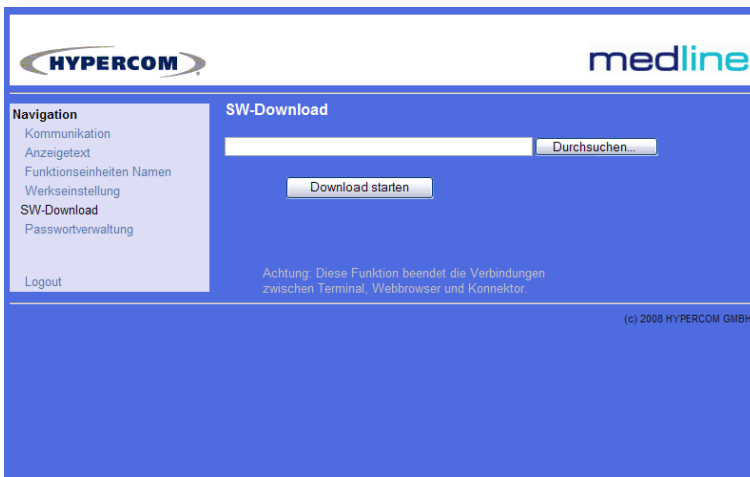 HYPERCOM
medline
Navigation
Kommunikation
Anzeigetext
Funktionseinheiten Namen
Werkseinstellung
SW-Download
Passwortverwaltung
Logout
SW-Download
Durchsuchen...
Download starten
Achtung: Diese Funktion beendet die Verbindungen
zwischen Terminal, Webbrowser und Konnektor.
(c) 2008 HYPERCOM GMBH